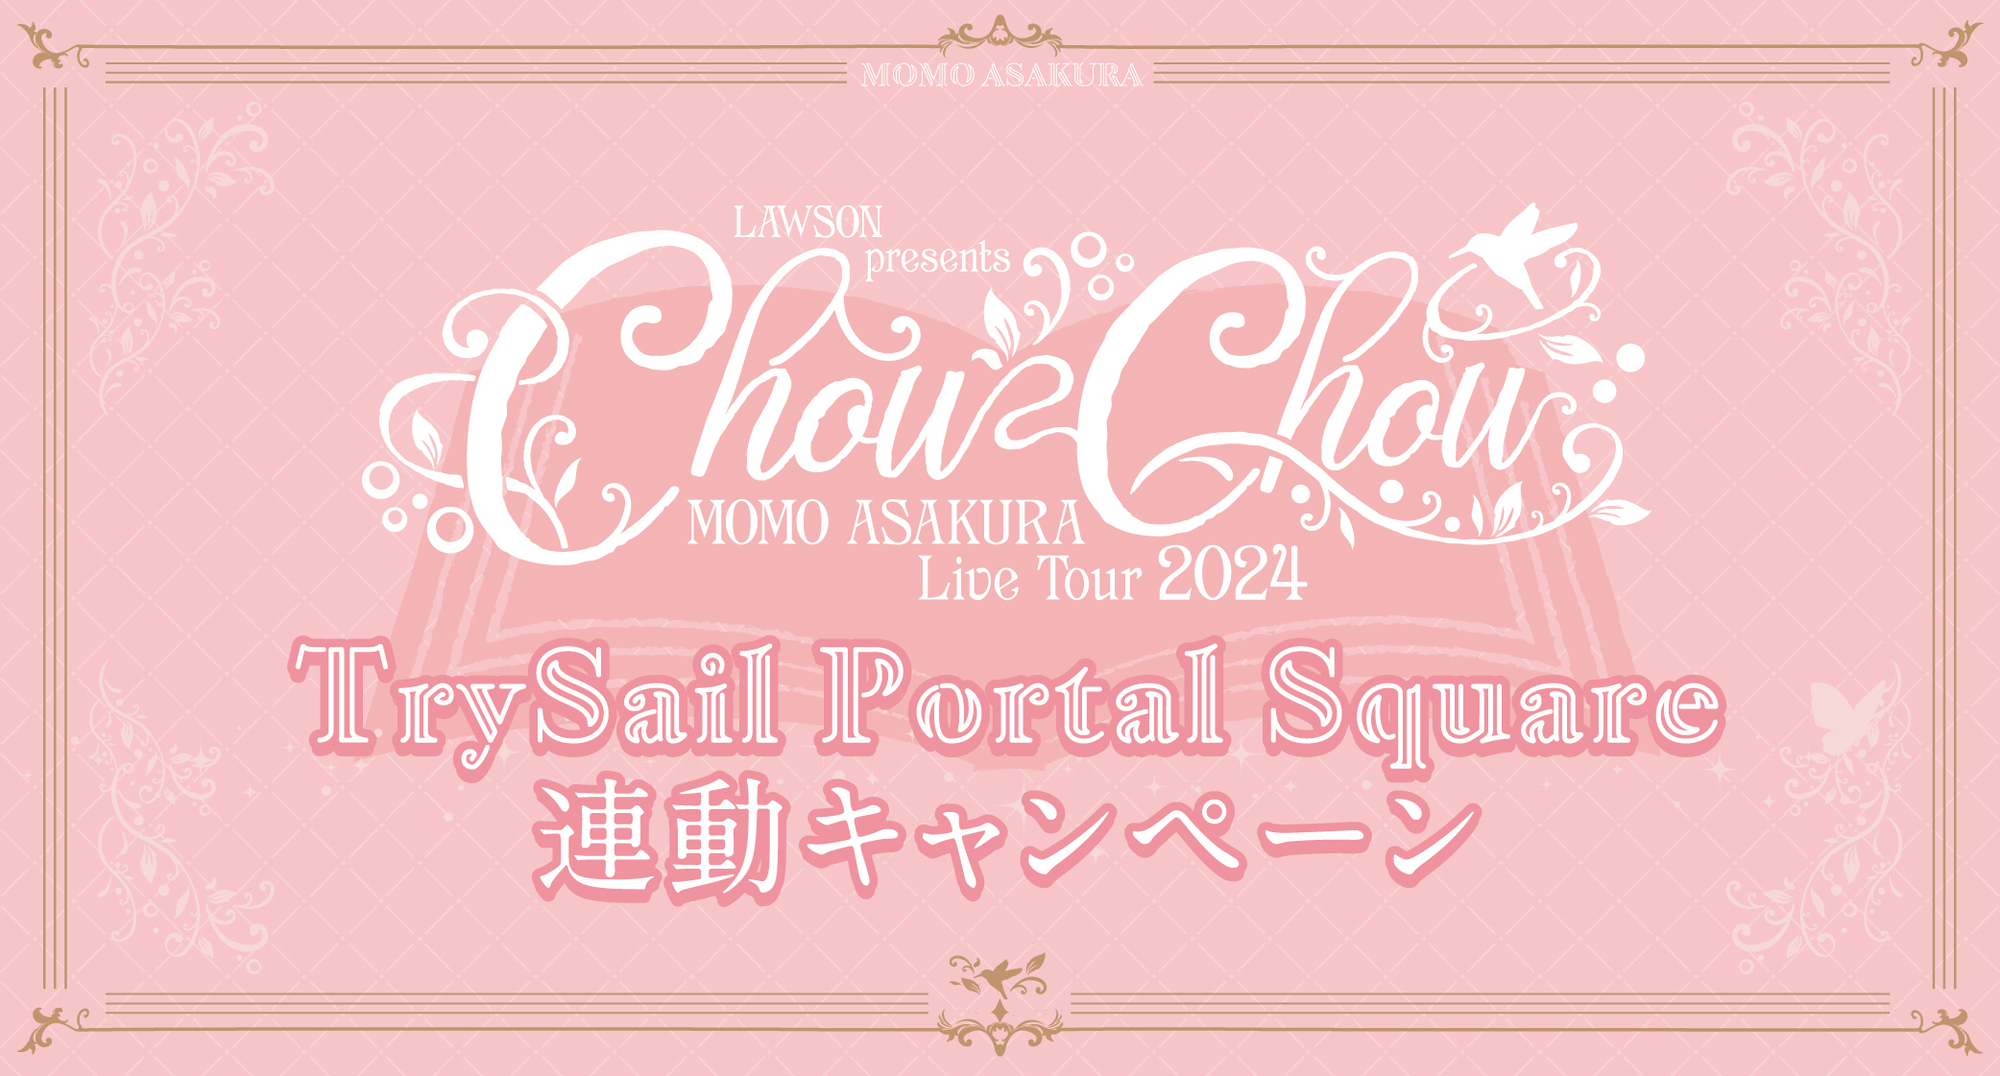 MOMO ASAKURA
LAWSON
presents
Chou Chou
MOMO ASAKURA
Live Tour 2024
TrySail Portal Square
連動キャンペーン